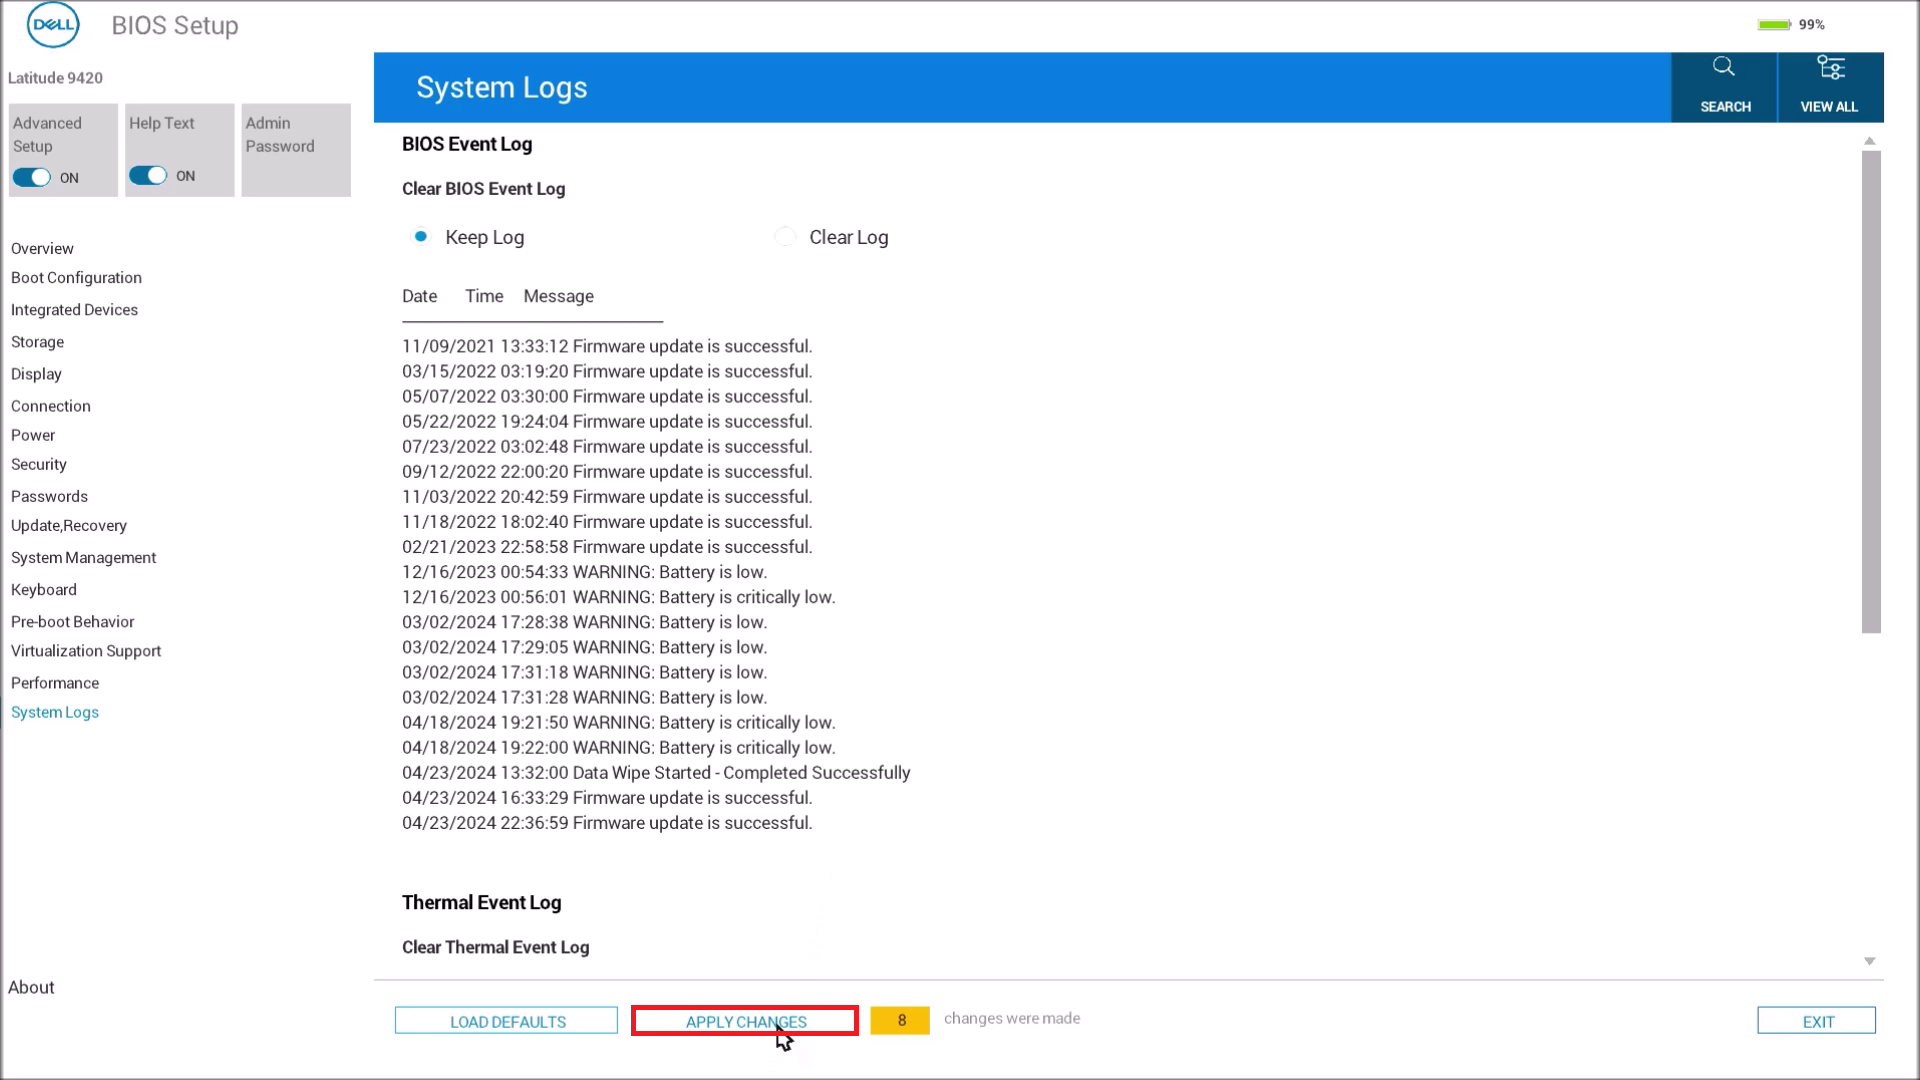 DELL
BIOS Setup
99%
Latitude 9420
Advanced Setup
ON
Help Text
ON
Admin Password
System Logs
SEARCH
VIEW ALL
Overview
Boot Configuration
Integrated Devices
Storage
Display
Connection
Power
Security
Passwords
Update,Recovery
System Management
Keyboard
Pre-boot Behavior
Virtualization Support
Performance
System Logs
About
BIOS Event Log
Clear BIOS Event Log
Keep Log
Clear Log
Date Time Message
11/09/2021 13:33:12 Firmware update is successful.
03/15/2022 03:19:20 Firmware update is successful.
05/07/2022 03:30:00 Firmware update is successful.
05/22/2022 19:24:04 Firmware update is successful.
07/23/2022 03:02:48 Firmware update is successful.
09/12/2022 22:00:20 Firmware update is successful.
11/03/2022 20:42:59 Firmware update is successful.
11/18/2022 18:02:40 Firmware update is successful.
02/21/2023 22:58:58 Firmware update is successful.
12/16/2023 00:54:33 WARNING: Battery is low.
12/16/2023 00:56:01 WARNING: Battery is critically low.
03/02/2024 17:28:38 WARNING: Battery is low.
03/02/2024 17:29:05 WARNING: Battery is low.
03/02/2024 17:31:18 WARNING: Battery is low.
03/02/2024 17:31:28 WARNING: Battery is low.
04/18/2024 19:21:50 WARNING: Battery is critically low.
04/18/2024 19:22:00 WARNING: Battery is critically low.
04/23/2024 13:32:00 Data Wipe Started - Completed Successfully
04/23/2024 16:33:29 Firmware update is successful.
04/23/2024 22:36:59 Firmware update is successful.
Thermal Event Log
Clear Thermal Event Log
LOAD DEFAULTS
APPLY CHANGES
8 changes were made
EXIT